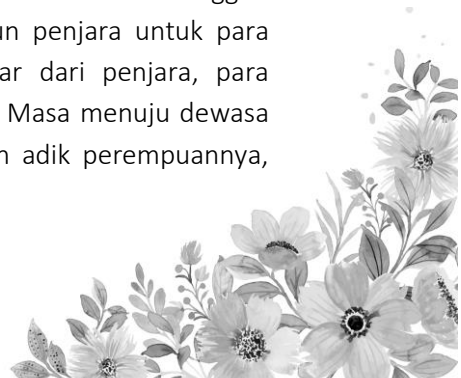 un penjara untuk para
ar dari penjara, para
Masa menuju dewasa
adik perempuannya,